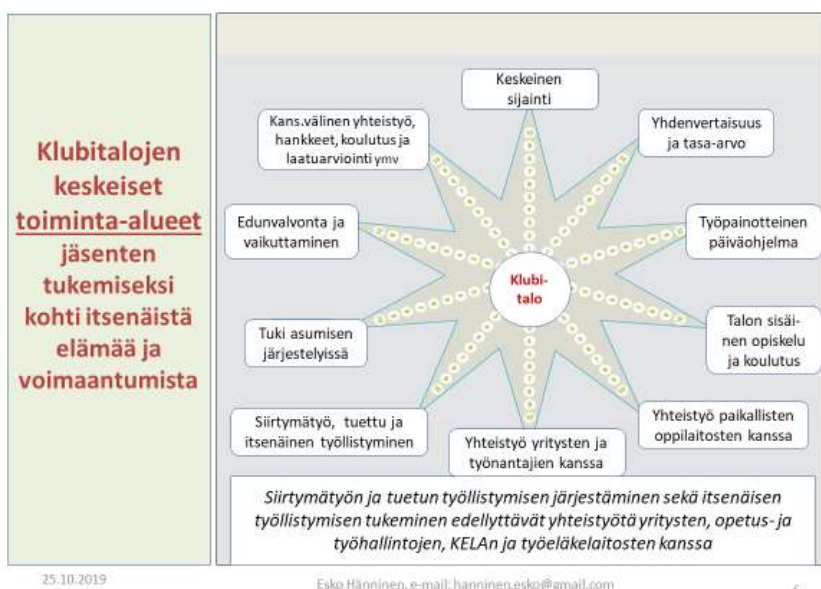 Klubitalojen
keskeiset
toiminta-alueet
jäsenten
tukemiseksi
kohti itsenäistä
elämää ja
voimaantumista
Keskeinen
sijainti
Yhdenvertaisuus
ja tasa-arvo
Työpainotteinen
päiväohjelma
Talon sisäi-
nen opiskelu
ja koulutus
Yhteistyö paikallisten
oppilaitosten kanssa
Yhteistyö yritysten ja
työnantajien kanssa
Siirtymätyö, tuettu ja
itsenäinen työllistyminen
Tuki asumisen
järjestelyissä
Edunvalvonta ja
vaikuttaminen
Kans.välinen yhteistyö,
hankkeet, koulutus ja
laatuarviointi ymv
Klubi-
talo
Siirtymätyön ja tuetun työllistymisen järjestäminen sekä itsenäisen
työllistymisen tukeminen edellyttävät yhteistyötä yritysten, opetus- ja
työhallintojen, KELAn ja työeläkelaitosten kanssa
25.10.2019
Esko Hänninen, e-mail: hanninen.esko@gmail.com